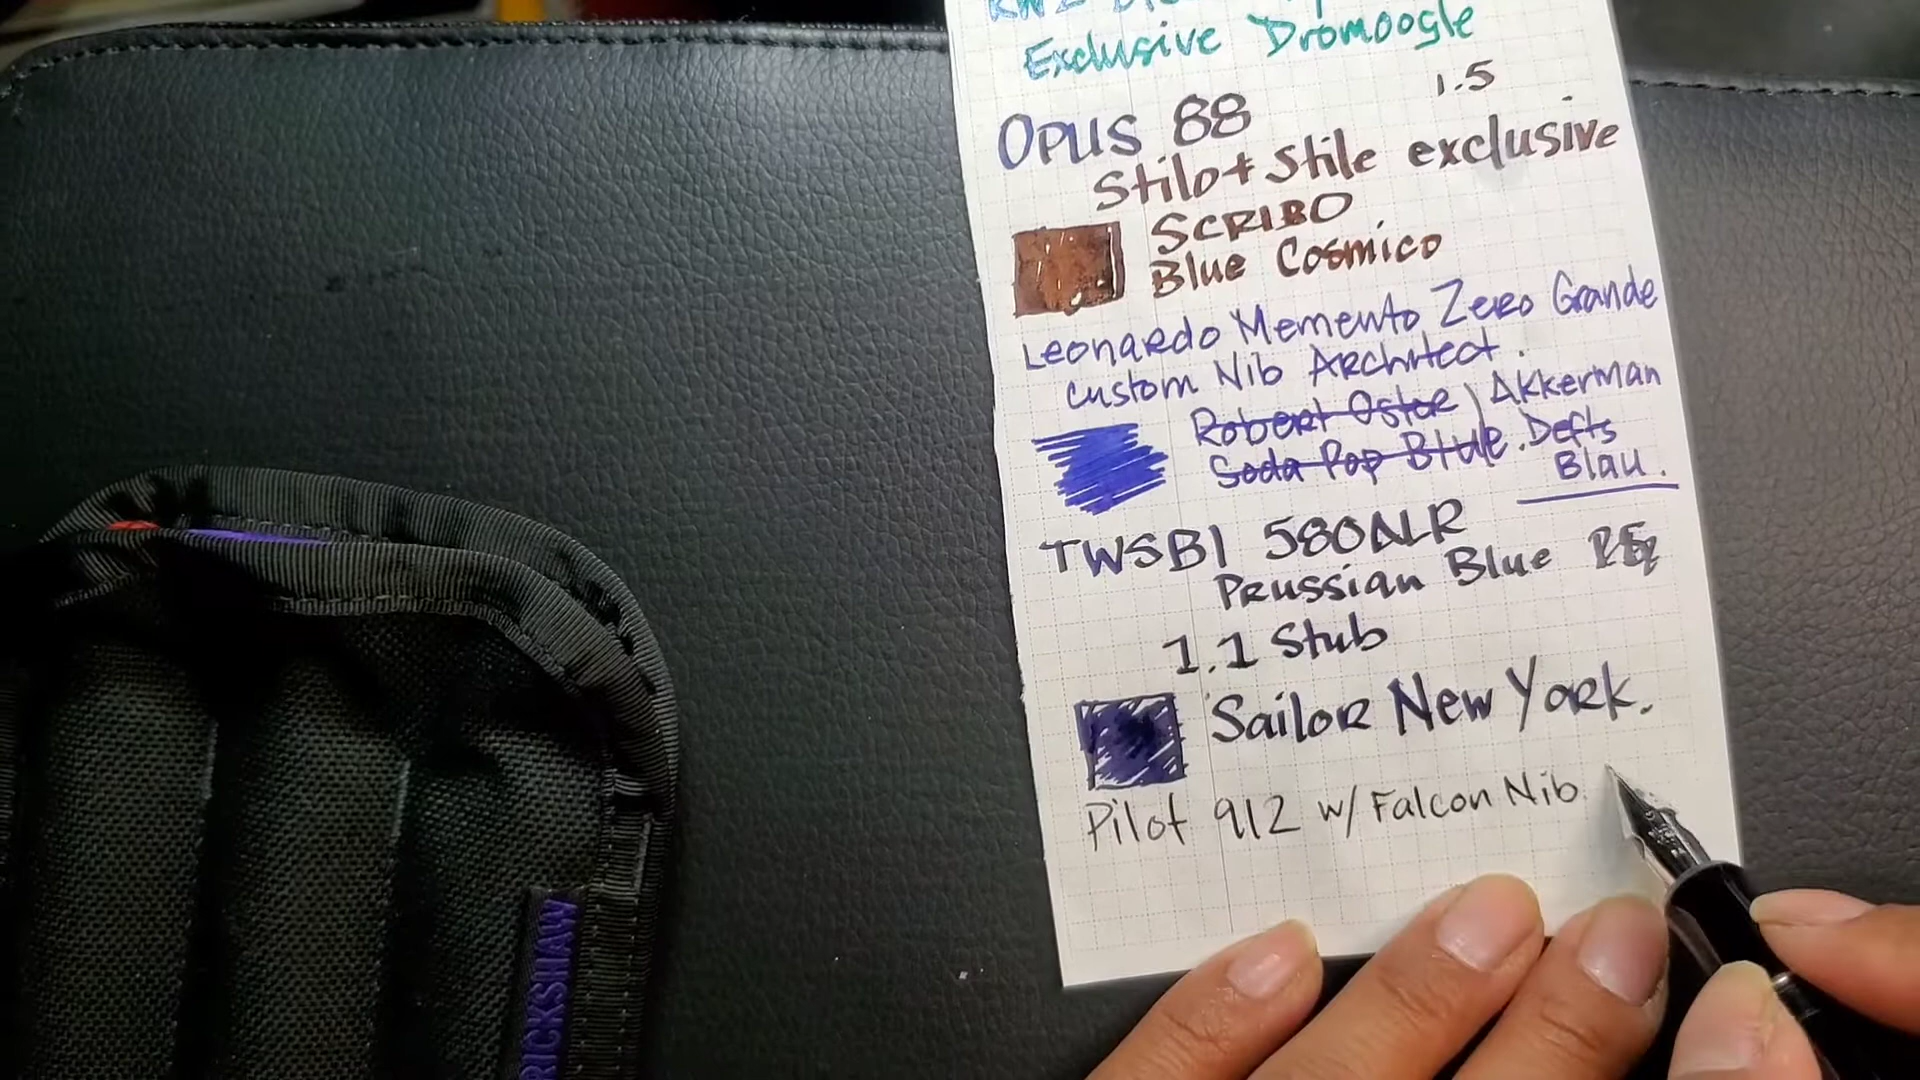 Exclusive Dromoogle
1.5
OPUS 88
Stilo+Stile exclusive
SCRIBO
Blue Cosmico
Leonardo Memento Zero Grande
Custom Nib Architect.
Robert Oster Akkerman
Soda Pop Blue. Defts
Blau.
TWSBI 580ALR
Prussian Blue
1.1 Stub
Sailor New York.
Pilot 912 w/ Falcon Nib.
RICKSHAW